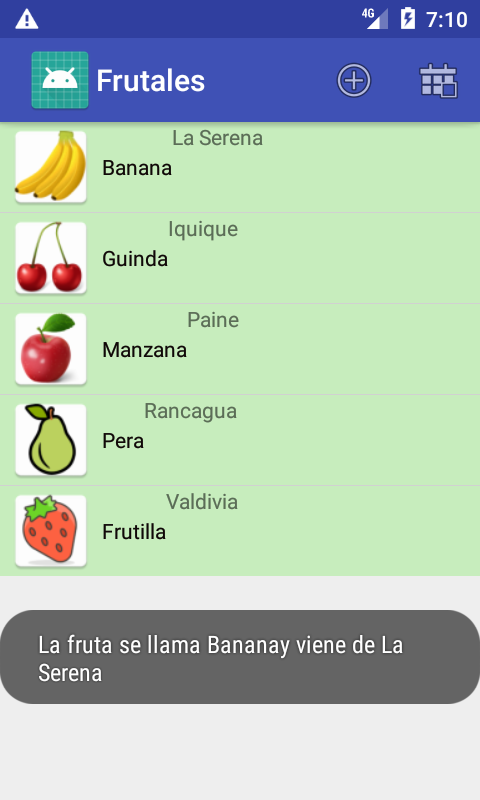 4G 7:10
Frutales
La Serena
Banana
Iquique
Guinda
Paine
Manzana
Rancagua
Pera
Valdivia
Frutilla
La fruta se llama Bananay viene de La
Serena